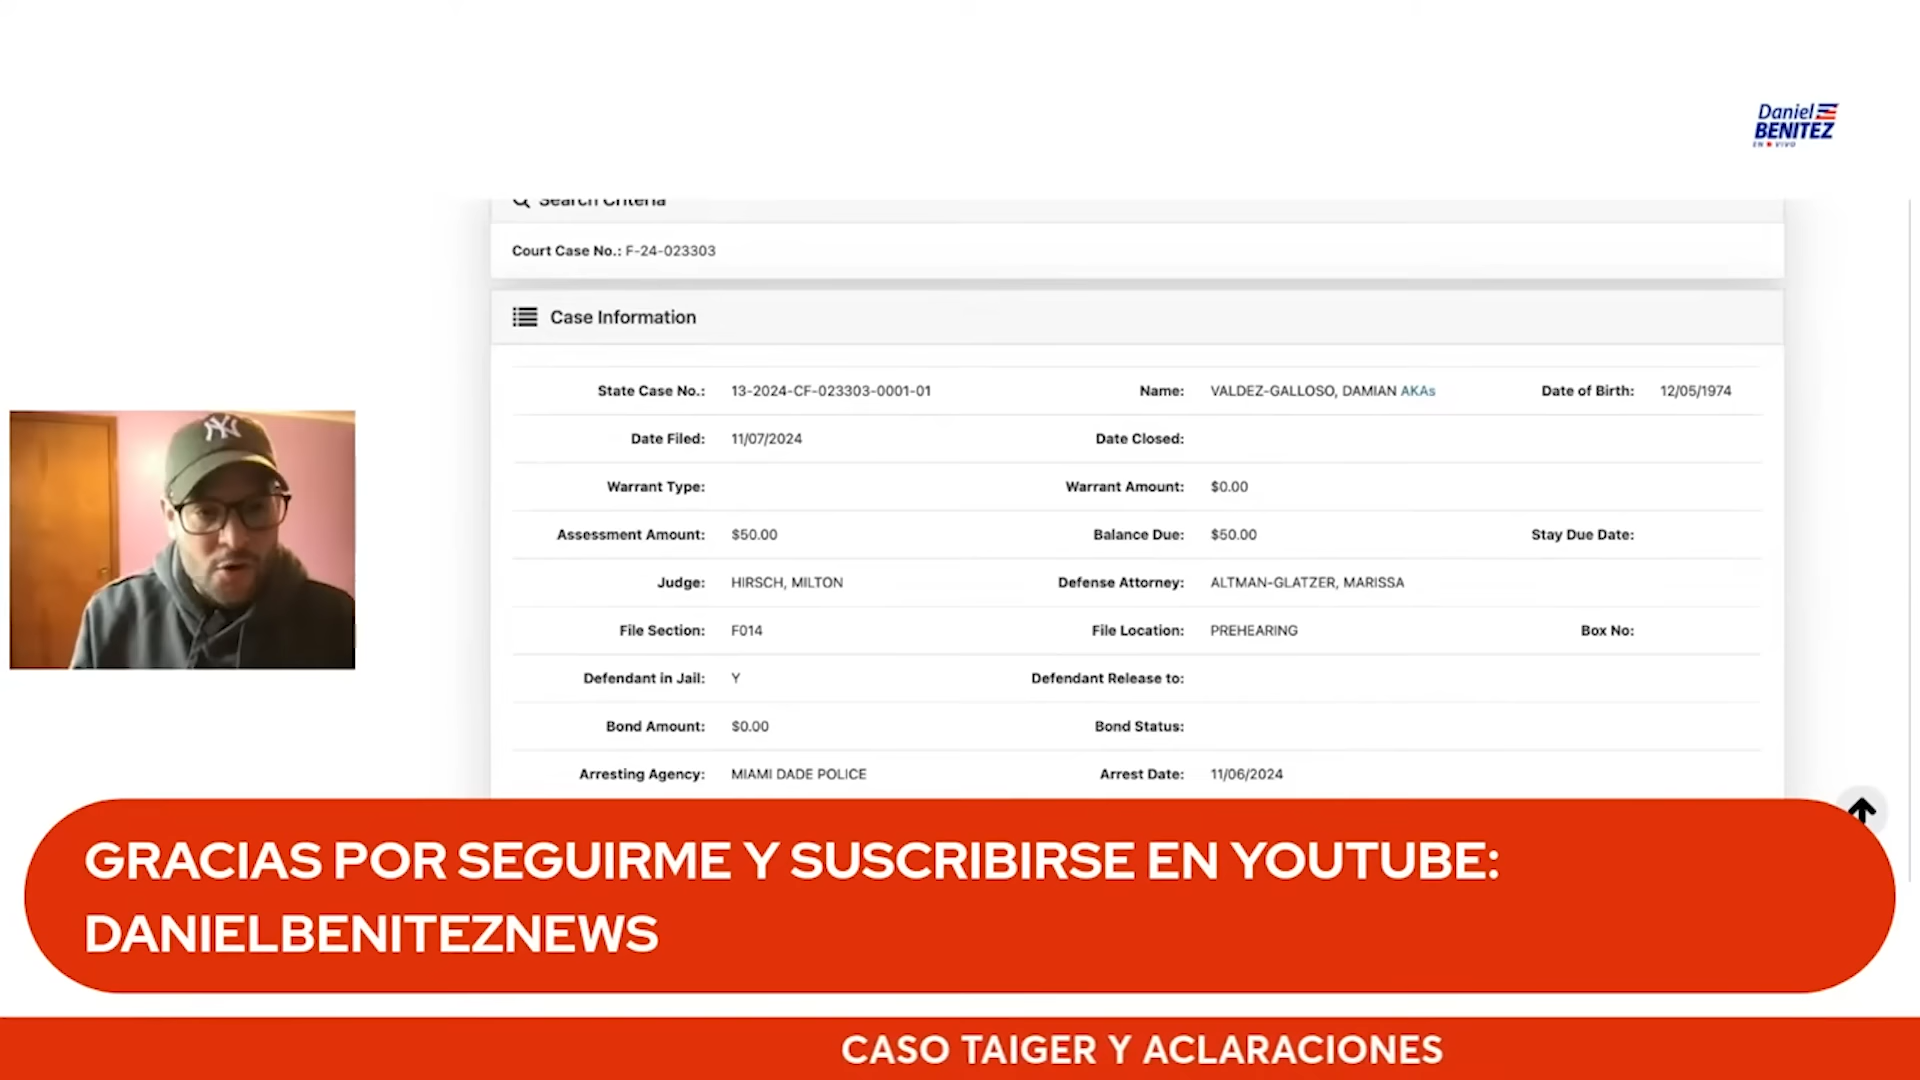 Daniel
BENITEZ
EN VIVO
Search Criteria
Court Case No.: F-24-023303
Case Information
State Case No.: 13-2024-CF-023303-0001-01 Name: VALDEZ-GALLOSO, DAMIAN AKAs Date of Birth: 12/05/1974
Date Filed: 11/07/2024 Date Closed:
Warrant Type: Warrant Amount: $0.00
Assessment Amount: $50.00 Balance Due: $50.00 Stay Due Date:
Judge: HIRSCH, MILTON Defense Attorney: ALTMAN-GLATZER, MARISSA
File Section: F014 File Location: PREHEARING Box No:
Defendant in Jail: Y Defendant Release to:
Bond Amount: $0.00 Bond Status:
Arresting Agency: MIAMI DADE POLICE Arrest Date: 11/06/2024
NY
GRACIAS POR SEGUIRME Y SUSCRIBIRSE EN YOUTUBE:
DANIELBENITEZNEWS
CASO TAIGER Y ACLARACIONES